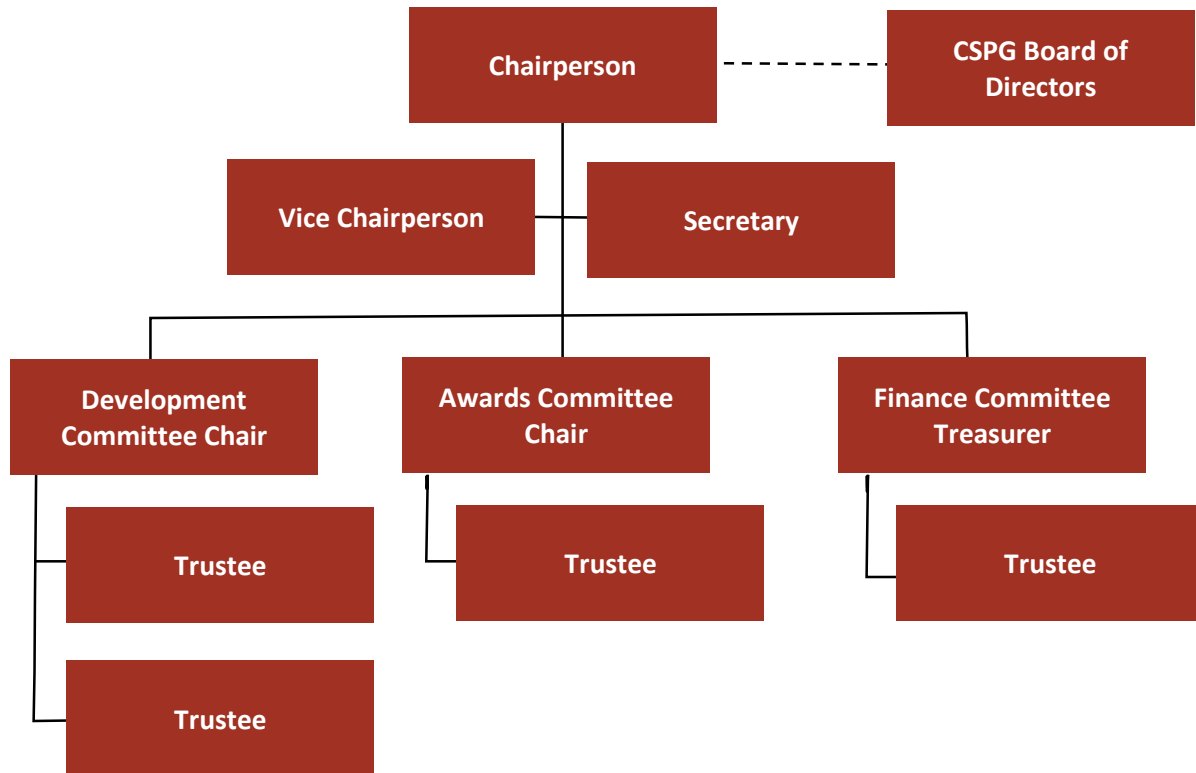 Chairperson
CSPG Board of
Directors
Vice Chairperson
Secretary
Development
Committee Chair
Awards Committee
Chair
Finance Committee
Treasurer
Trustee
Trustee
Trustee
Trustee